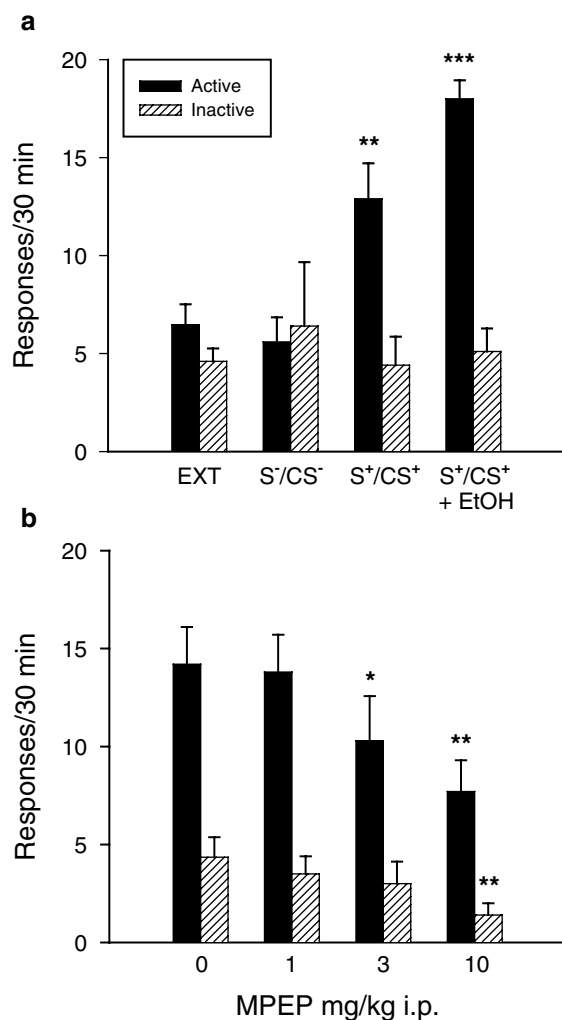 a
20
15
10
5
0
Responses/30 min
Active
Inactive
**
***
EXT
S⁻/CS⁻
S⁺/CS⁺
S⁺/CS⁺
+ EtOH
b
20
15
10
5
0
Responses/30 min
*
**
**
0 1 3 10
MPEP mg/kg i.p.